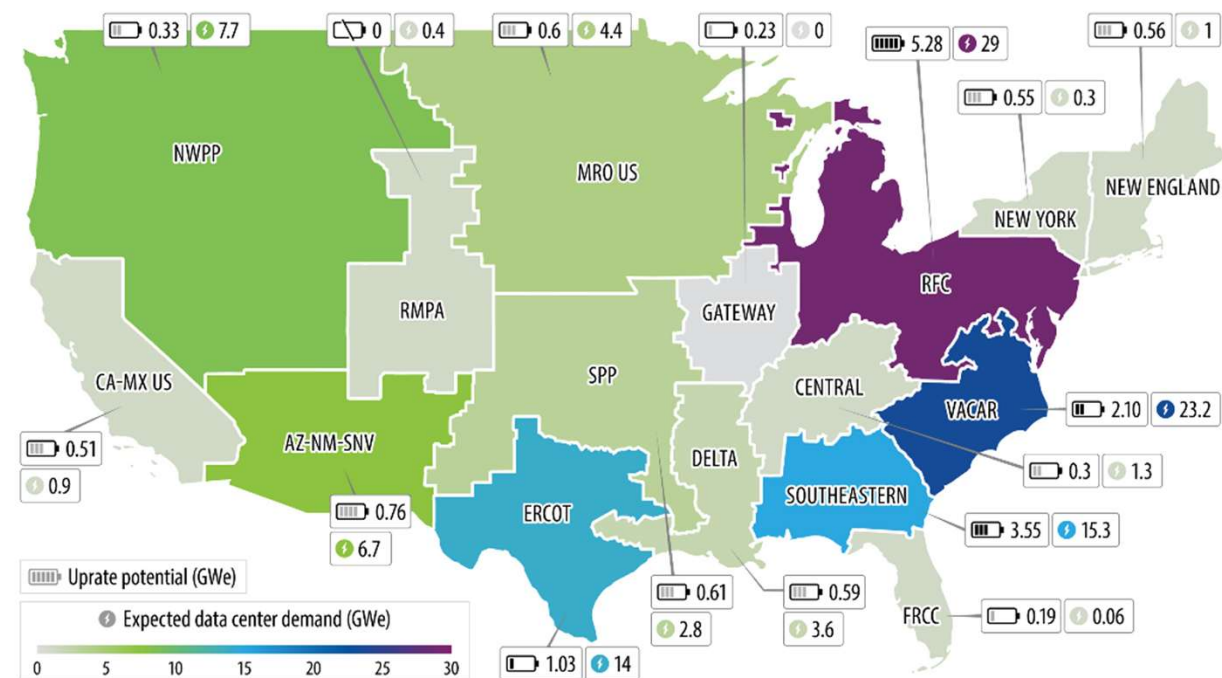 0.33 7.7
0 0.4
0.6 4.4
0.23 0
5.28 29
0.56 1
0.55 0.3
NWPP
MRO US
NEW ENGLAND
NEW YORK
RFC
RMPA
GATEWAY
CA-MX US
SPP
CENTRAL
VACAR
2.10 23.2
0.51
0.9
AZ-NM-SNV
DELTA
0.3 1.3
SOUTHEASTERN
0.76
6.7
ERCOT
3.55 15.3
Uprate potential (GWe)
0.61
2.8
0.59
3.6
FRCC
0.19 0.06
Expected data center demand (GWe)
0 5 10 15 20 25 30
1.03 14